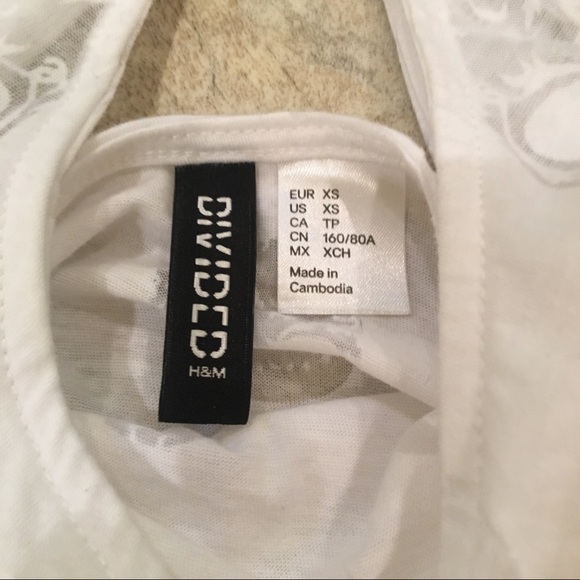 DIVIDED
H&M
EUR XS
US XS
CA TP
CN 160/80A
MX XCH
Made in
Cambodia